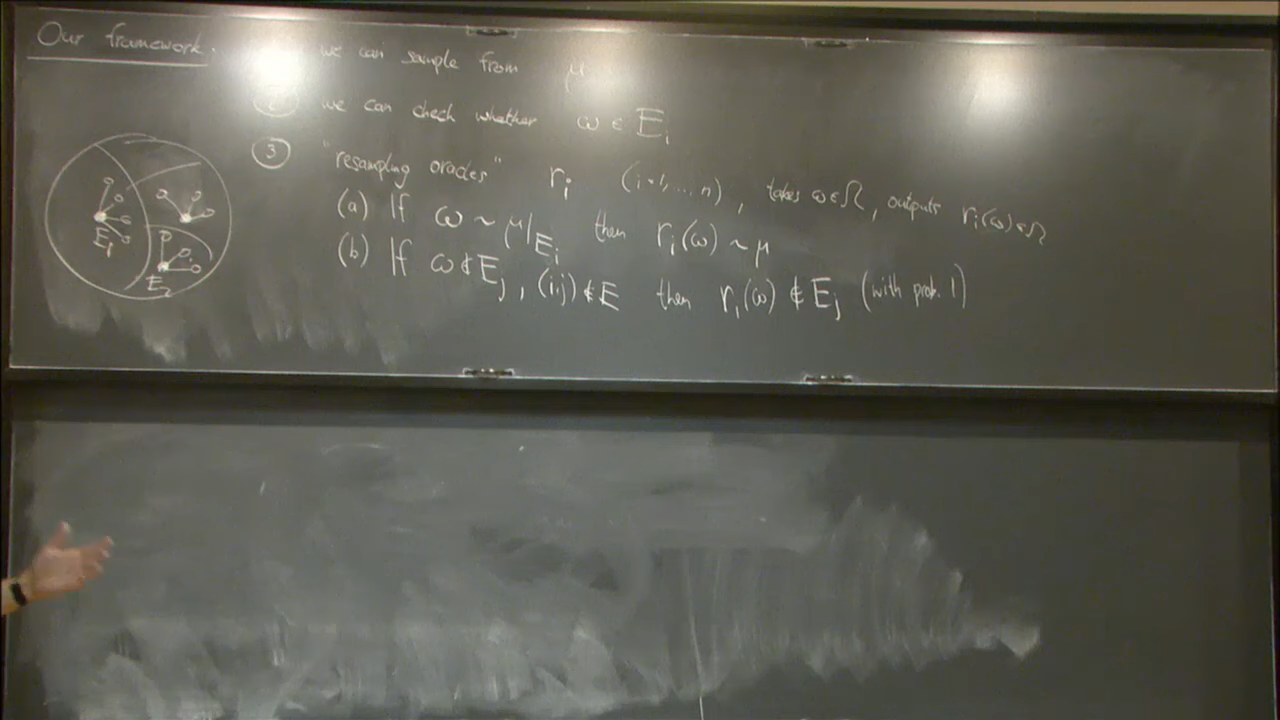 Our framework.
we can sample from μ
we can check whether ω ∈ E_i
③ "resampling oracles" r_i (i=1,...,n), takes ω∈Ω, outputs r_i(ω)∈Ω
(a) If ω ~ μ|E_i then r_i(ω) ~ μ
(b) If ω ∉ E_j, (i,j) ∉ E then r_i(ω) ∉ E_j (with prob. 1)
E_1
E_2